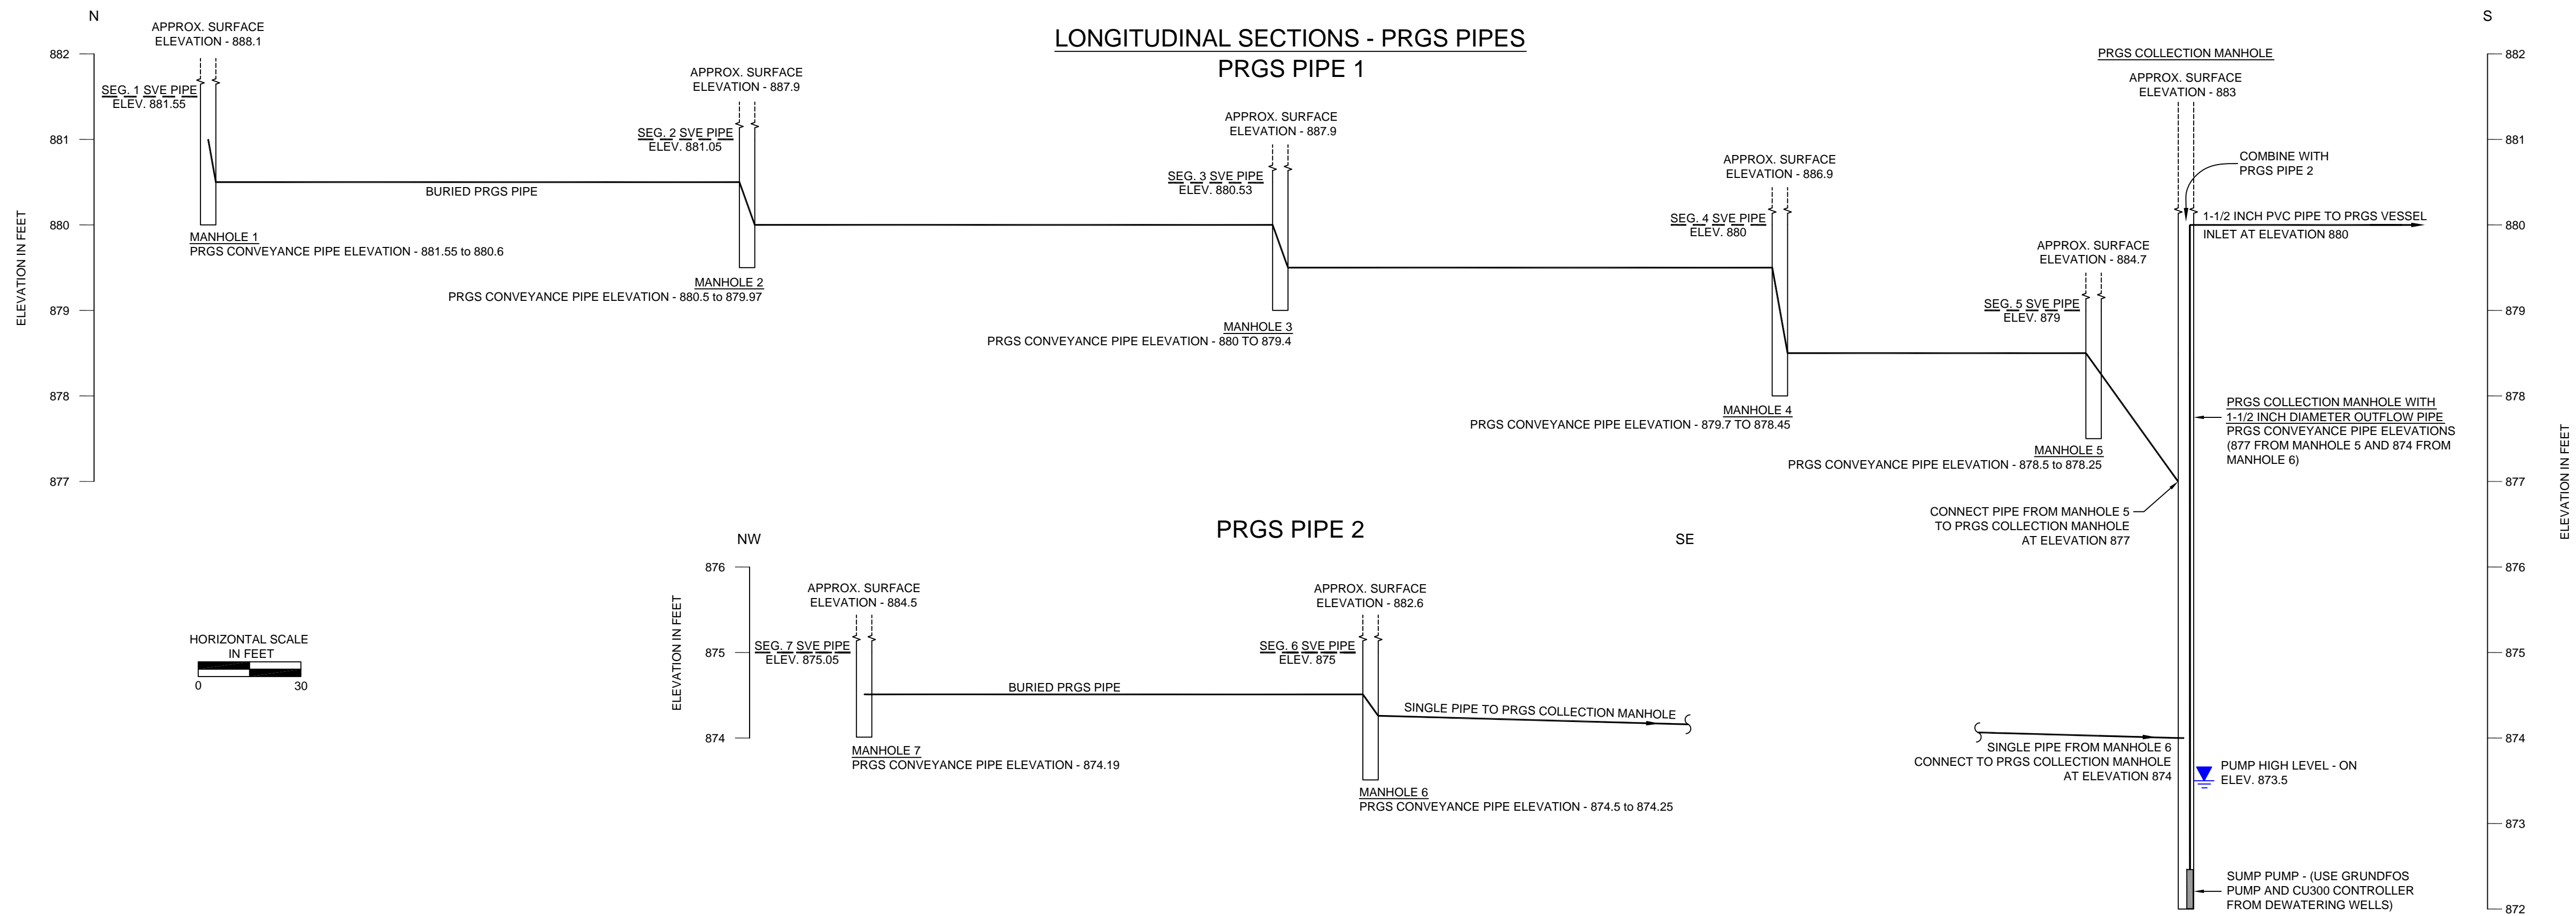 N
S
LONGITUDINAL SECTIONS - PRGS PIPES
PRGS PIPE 1
ELEVATION IN FEET
882
881
880
879
878
877
APPROX. SURFACE
ELEVATION - 888.1
SEG. 1 SVE PIPE
ELEV. 881.55
BURIED PRGS PIPE
MANHOLE 1
PRGS CONVEYANCE PIPE ELEVATION - 881.55 to 880.6
APPROX. SURFACE
ELEVATION - 887.9
SEG. 2 SVE PIPE
ELEV. 881.05
MANHOLE 2
PRGS CONVEYANCE PIPE ELEVATION - 880.5 to 879.97
APPROX. SURFACE
ELEVATION - 887.9
SEG. 3 SVE PIPE
ELEV. 880.53
MANHOLE 3
PRGS CONVEYANCE PIPE ELEVATION - 880 TO 879.4
APPROX. SURFACE
ELEVATION - 886.9
SEG. 4 SVE PIPE
ELEV. 880
MANHOLE 4
PRGS CONVEYANCE PIPE ELEVATION - 879.7 TO 878.45
APPROX. SURFACE
ELEVATION - 884.7
SEG. 5 SVE PIPE
ELEV. 879
MANHOLE 5
PRGS CONVEYANCE PIPE ELEVATION - 878.5 to 878.25
PRGS COLLECTION MANHOLE
APPROX. SURFACE
ELEVATION - 883
COMBINE WITH
PRGS PIPE 2
1-1/2 INCH PVC PIPE TO PRGS VESSEL
INLET AT ELEVATION 880
PRGS COLLECTION MANHOLE WITH
1-1/2 INCH DIAMETER OUTFLOW PIPE
PRGS CONVEYANCE PIPE ELEVATIONS
(877 FROM MANHOLE 5 AND 874 FROM
MANHOLE 6)
CONNECT PIPE FROM MANHOLE 5
TO PRGS COLLECTION MANHOLE
AT ELEVATION 877
882
881
880
879
878
877
876
875
874
873
872
ELEVATION IN FEET
PRGS PIPE 2
NW
SE
876
875
874
ELEVATION IN FEET
APPROX. SURFACE
ELEVATION - 884.5
SEG. 7 SVE PIPE
ELEV. 875.05
BURIED PRGS PIPE
MANHOLE 7
PRGS CONVEYANCE PIPE ELEVATION - 874.19
APPROX. SURFACE
ELEVATION - 882.6
SEG. 6 SVE PIPE
ELEV. 875
SINGLE PIPE TO PRGS COLLECTION MANHOLE
MANHOLE 6
PRGS CONVEYANCE PIPE ELEVATION - 874.5 to 874.25
SINGLE PIPE FROM MANHOLE 6
CONNECT TO PRGS COLLECTION MANHOLE
AT ELEVATION 874
PUMP HIGH LEVEL - ON
ELEV. 873.5
SUMP PUMP - (USE GRUNDFOS
PUMP AND CU300 CONTROLLER
FROM DEWATERING WELLS)
HORIZONTAL SCALE
IN FEET
0
30